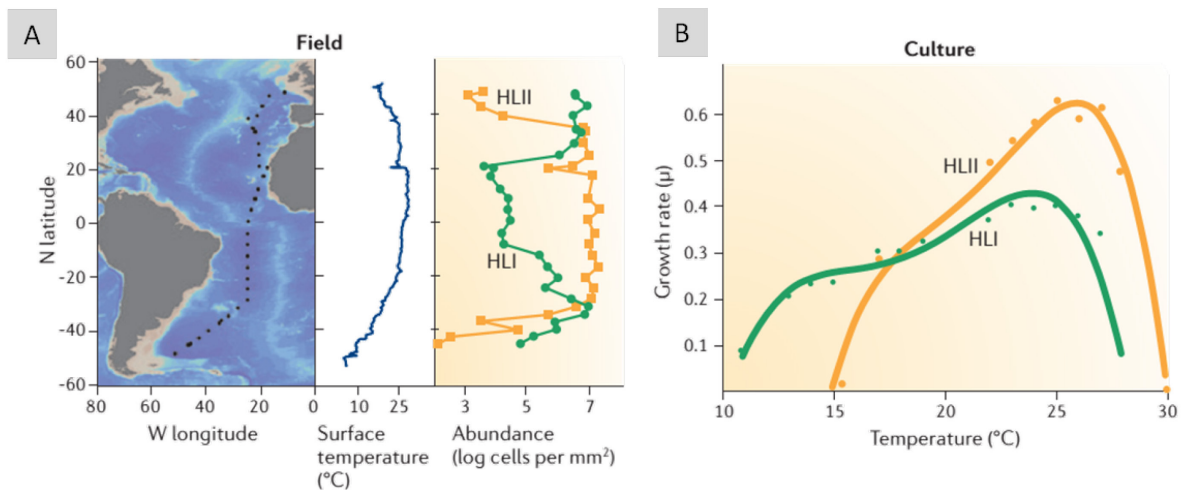 A
Field
60
40
20
0
-20
-40
-60
N latitude
80 60 40 20 0
W longitude
10 25
Surface
temperature
(°C)
HLII
HLI
3 5 7
Abundance
(log cells per mm²)
B
Culture
0.6
0.5
0.4
0.3
0.2
0.1
Growth rate (µ)
HLII
HLI
10 15 20 25 30
Temperature (°C)